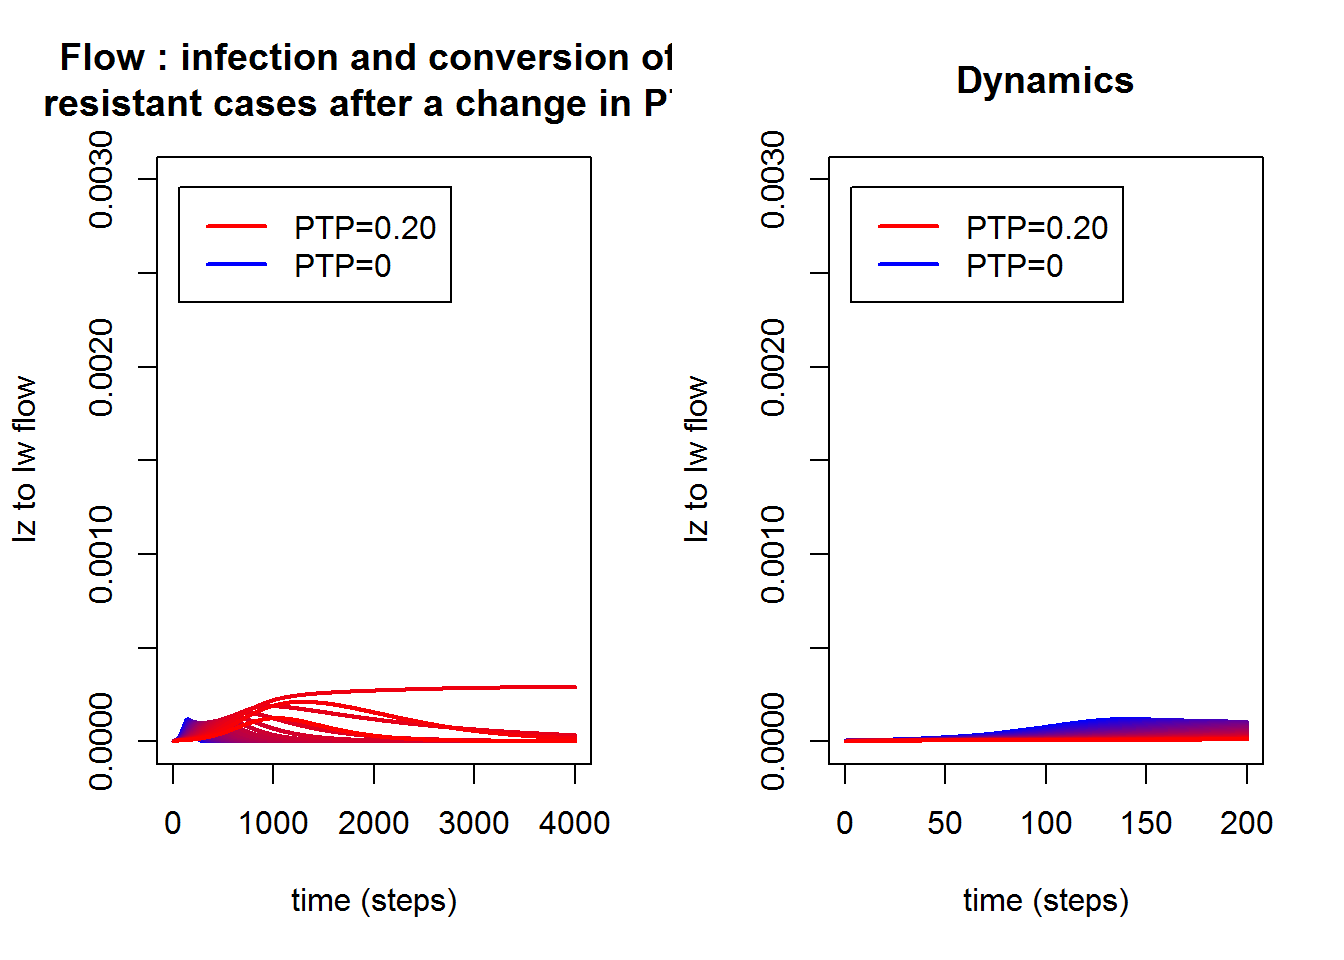 Flow : infection and conversion of
resistant cases after a change in PT
PTP=0.20
PTP=0
0.0000 0.0010 0.0020 0.0030
Iz to Iw flow
0 1000 2000 3000 4000
time (steps)
Dynamics
PTP=0.20
PTP=0
0.0000 0.0010 0.0020 0.0030
Iz to Iw flow
0 50 100 150 200
time (steps)